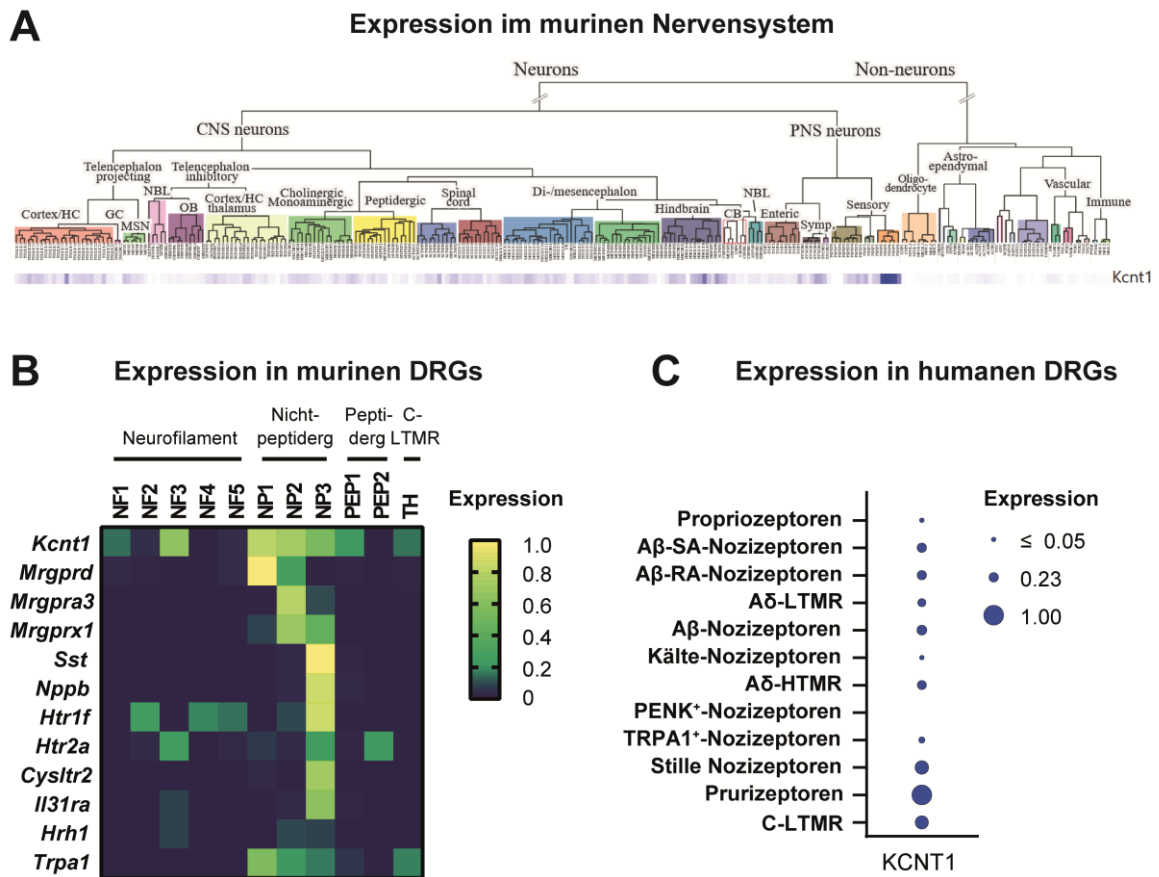 A
Expression im murinen Nervensystem
Neurons
Non-neurons
CNS neurons
PNS neurons
Telencephalon
projecting
Telencephalon
inhibitory
NBL
Cortex/HC
GC
MSN
OB
Cortex/HC
thalamus
Cholinergic
Monoaminergic
Peptidergic
Spinal
cord
Di-/mesencephalon
Hindbrain
CB
NBL
Enteric
Symp.
Sensory
Oligo-
dendrocyte
Astro-
ependymal
Vascular
Immune
Kcnt1
B
Expression in murinen DRGs
Neurofilament
Nicht-
peptiderg
Pepti-
derg
C-
LTMR
NF1
NF2
NF3
NF4
NF5
NP1
NP2
NP3
PEP1
PEP2
TH
Kcnt1
Mrgprd
Mrgpra3
Mrgprx1
Sst
Nppb
Htr1f
Htr2a
Cysltr2
Il31ra
Hrh1
Trpa1
Expression
1.0
0.8
0.6
0.4
0.2
0
C
Expression in humanen DRGs
Propriozeptoren
Aβ-SA-Nozizeptoren
Aβ-RA-Nozizeptoren
Aδ-LTMR
Aβ-Nozizeptoren
Kälte-Nozizeptoren
Aδ-HTMR
PENK⁺-Nozizeptoren
TRPA1⁺-Nozizeptoren
Stille Nozizeptoren
Prurizeptoren
C-LTMR
KCNT1
Expression
≤ 0.05
0.23
1.00